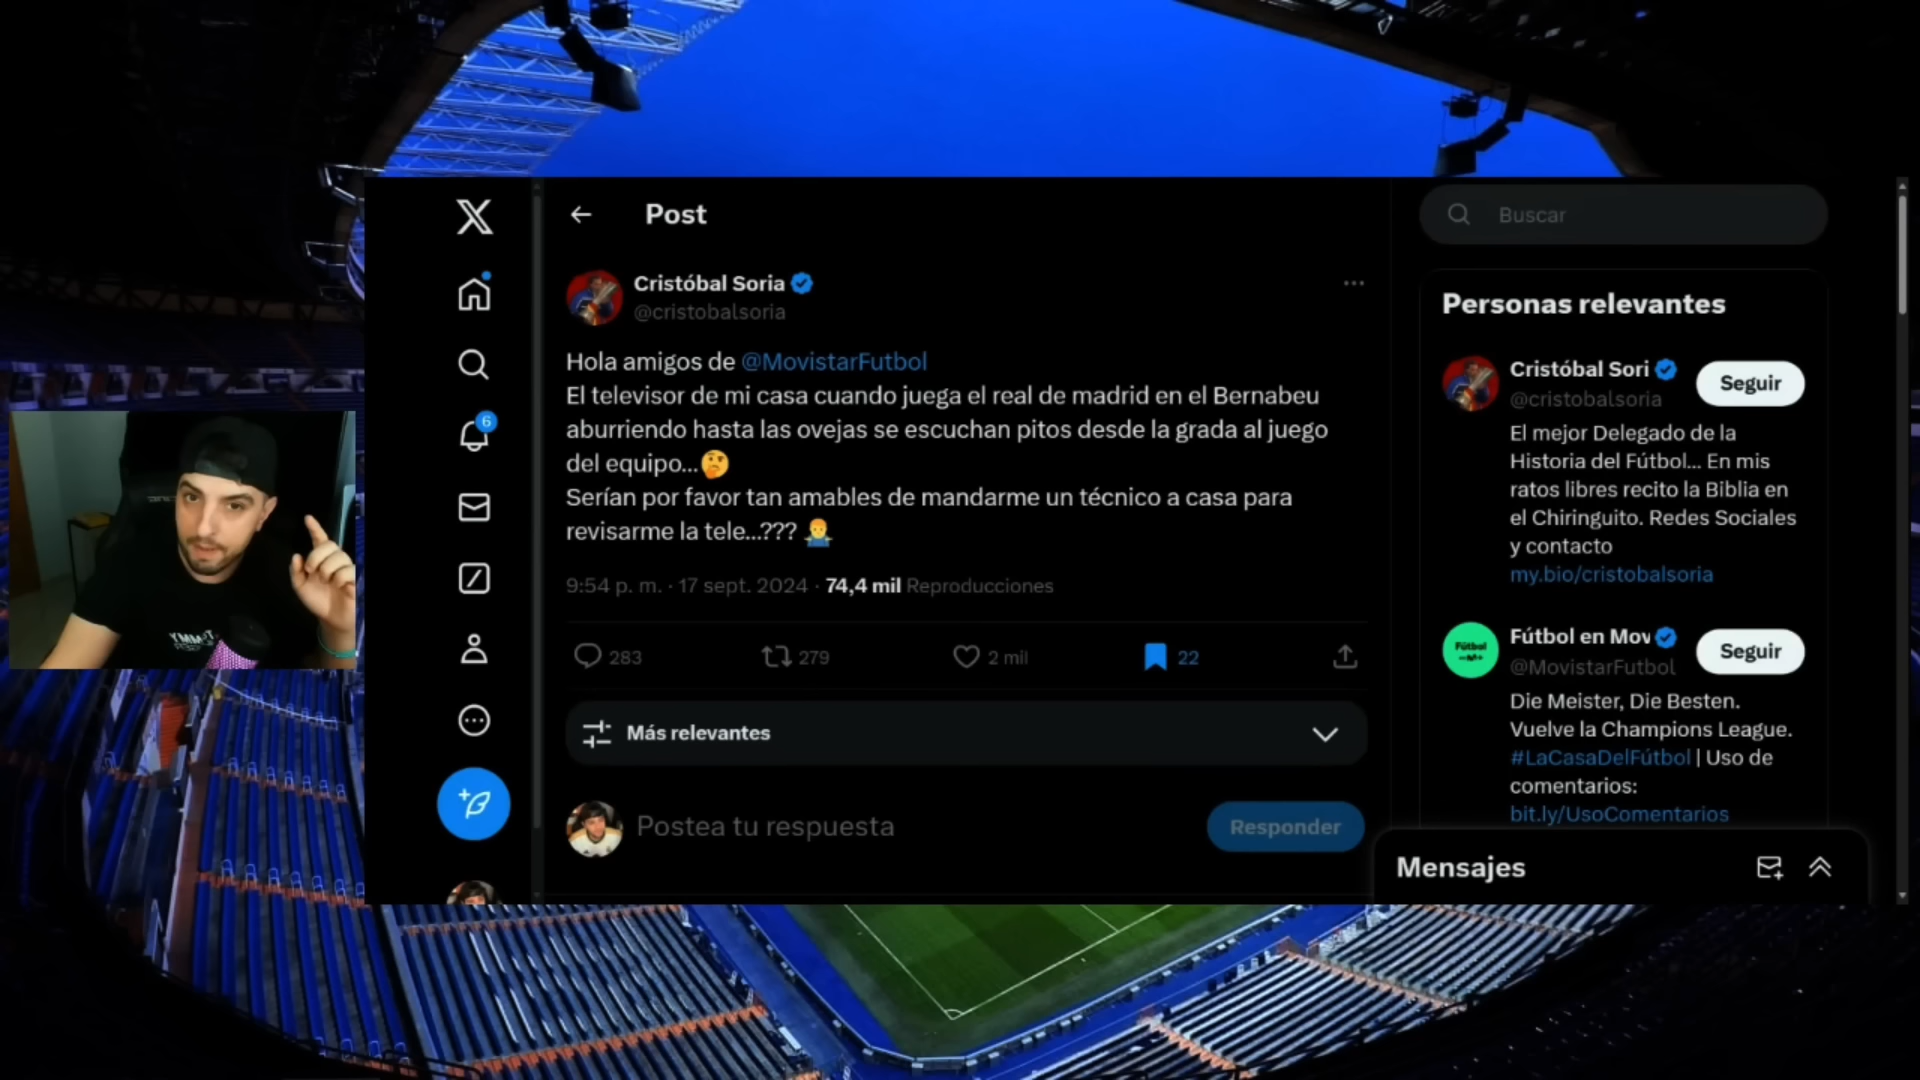 Post
Buscar
Cristóbal Soria
@cristobalsoria
Hola amigos de @MovistarFutbol
El televisor de mi casa cuando juega el real de madrid en el Bernabeu
aburriendo hasta las ovejas se escuchan pitos desde la grada al juego
del equipo...🤔
Serían por favor tan amables de mandarme un técnico a casa para
revisarme la tele...??? 🤷‍♂️
9:54 p. m. · 17 sept. 2024 · 74,4 mil Reproducciones
283
279
2 mil
22
Más relevantes
Postea tu respuesta
Responder
6
Personas relevantes
Cristóbal Sori
Seguir
@cristobalsoria
El mejor Delegado de la
Historia del Fútbol... En mis
ratos libres recito la Biblia en
el Chiringuito. Redes Sociales
y contacto
my.bio/cristobalsoria
Fútbol
Fútbol en Mov
Seguir
@MovistarFutbol
Die Meister, Die Besten.
Vuelve la Champions League.
#LaCasaDelFútbol | Uso de
comentarios:
bit.ly/UsoComentarios
Mensajes